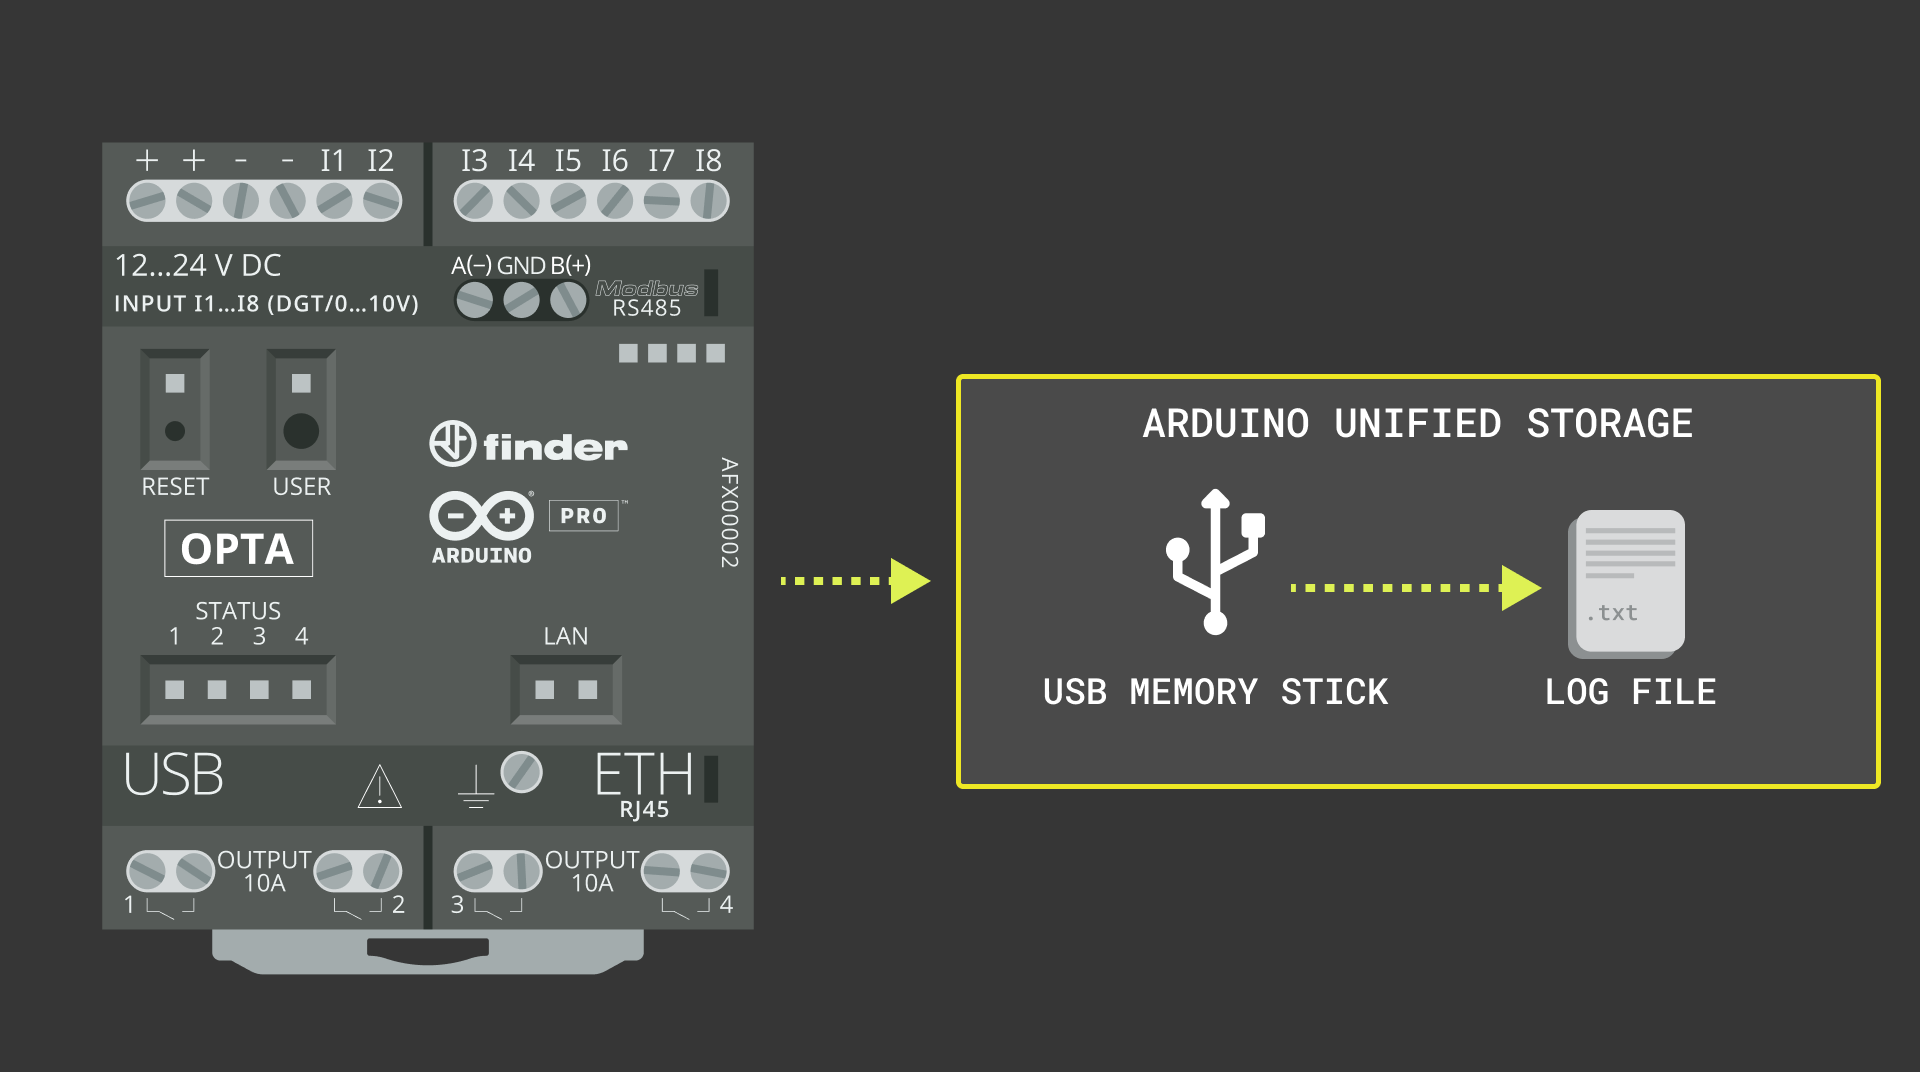 + + - - I1 I2 I3 I4 I5 I6 I7 I8
12...24 V DC
INPUT I1...I8 (DGT/0...10V)
A(−) GND B(+)
Modbus
RS485
RESET USER
finder
ARDUINO® PRO™
AFX00002
OPTA
STATUS
1 2 3 4
LAN
USB
ETH
RJ45
OUTPUT
10A
1 2
OUTPUT
10A
3 4
ARDUINO UNIFIED STORAGE
.txt
USB MEMORY STICK
LOG FILE